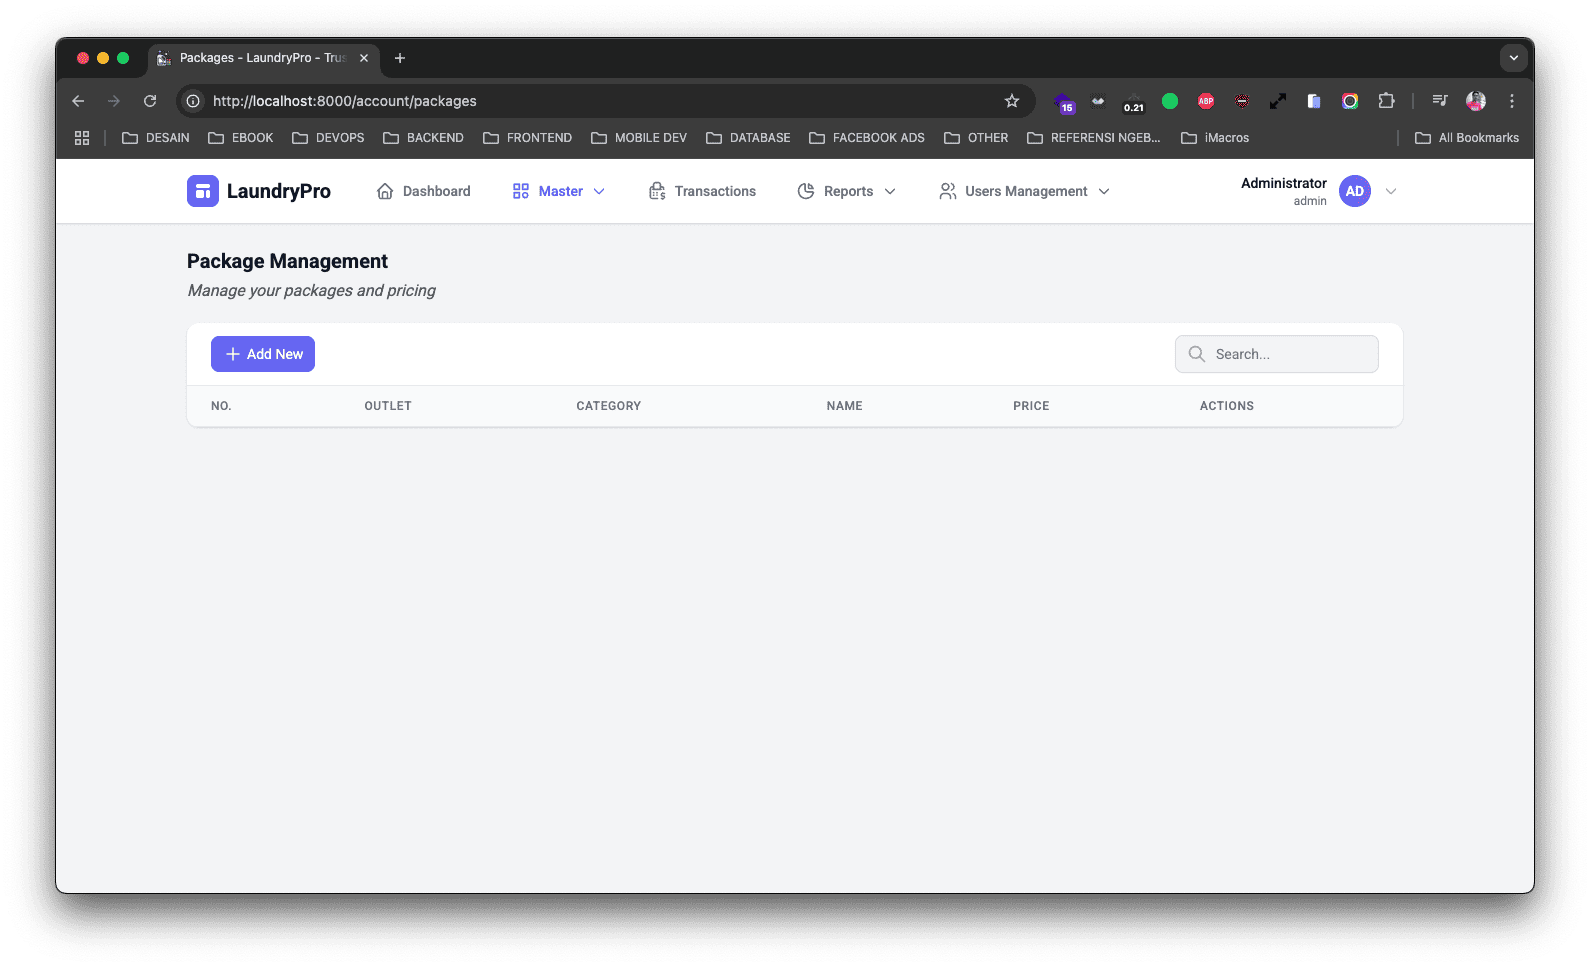 Packages - LaundryPro - Trus
http://localhost:8000/account/packages
15
0.21
ABP
DESAIN
EBOOK
DEVOPS
BACKEND
FRONTEND
MOBILE DEV
DATABASE
FACEBOOK ADS
OTHER
REFERENSI NGEB...
iMacros
All Bookmarks
LaundryPro
Dashboard
Master
Transactions
Reports
Users Management
Administrator
admin
AD
Package Management
Manage your packages and pricing
Add New
Search...
NO.
OUTLET
CATEGORY
NAME
PRICE
ACTIONS